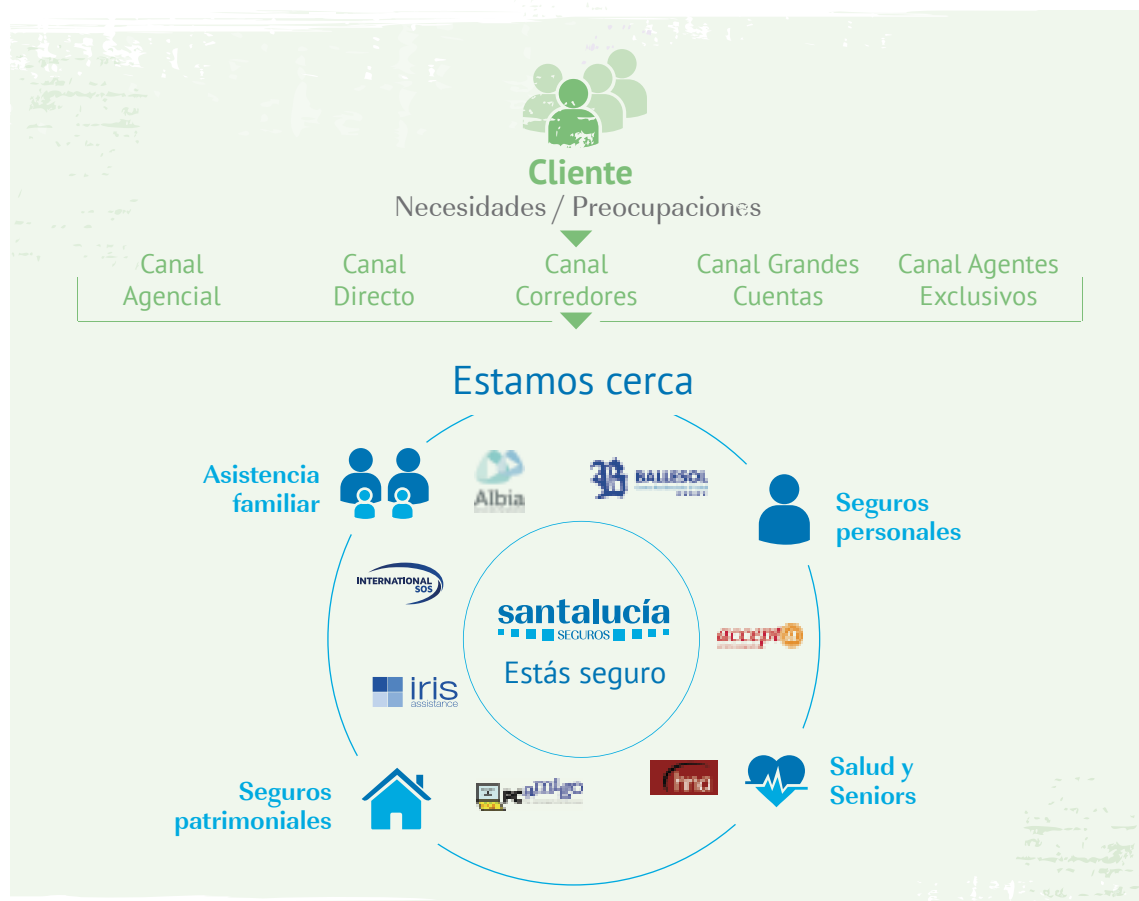 Cliente
Necesidades / Preocupaciones
Canal
Agencial
Canal
Directo
Canal
Corredores
Canal Grandes
Cuentas
Canal Agentes
Exclusivos
Estamos cerca
Asistencia
familiar
Albia
BALLESOL
Seguros
personales
INTERNATIONAL
SOS
santalucía
SEGUROS
Estás seguro
accepta
iris
assistance
Seguros
patrimoniales
PC amigo
hna
Salud y
Seniors